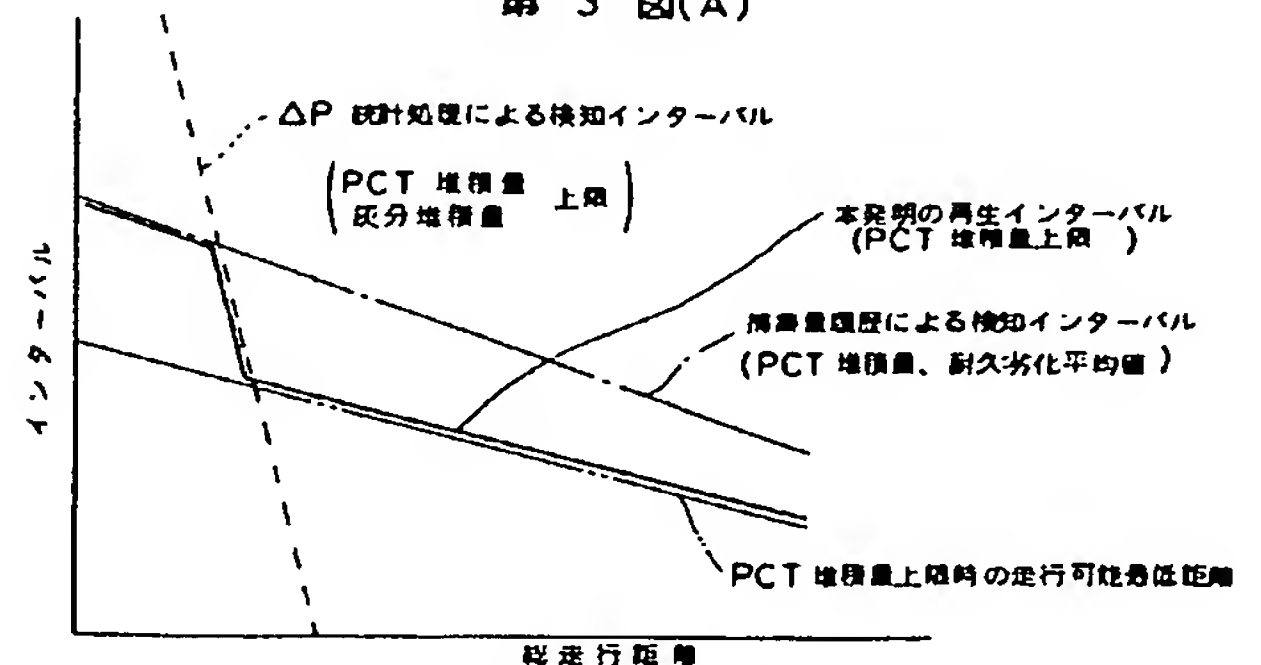 第 3 図(A)
△P 統計処理による検知インターバル
(PCT 堆積量
灰分堆積量 上限)
本発明の再生インターバル
(PCT 堆積量上限 )
捕集量履歴による検知インターバル
(PCT 堆積量、耐久劣化平均値 )
PCT 堆積量上限時の走行可能最低距離
インターバル
総走行距離